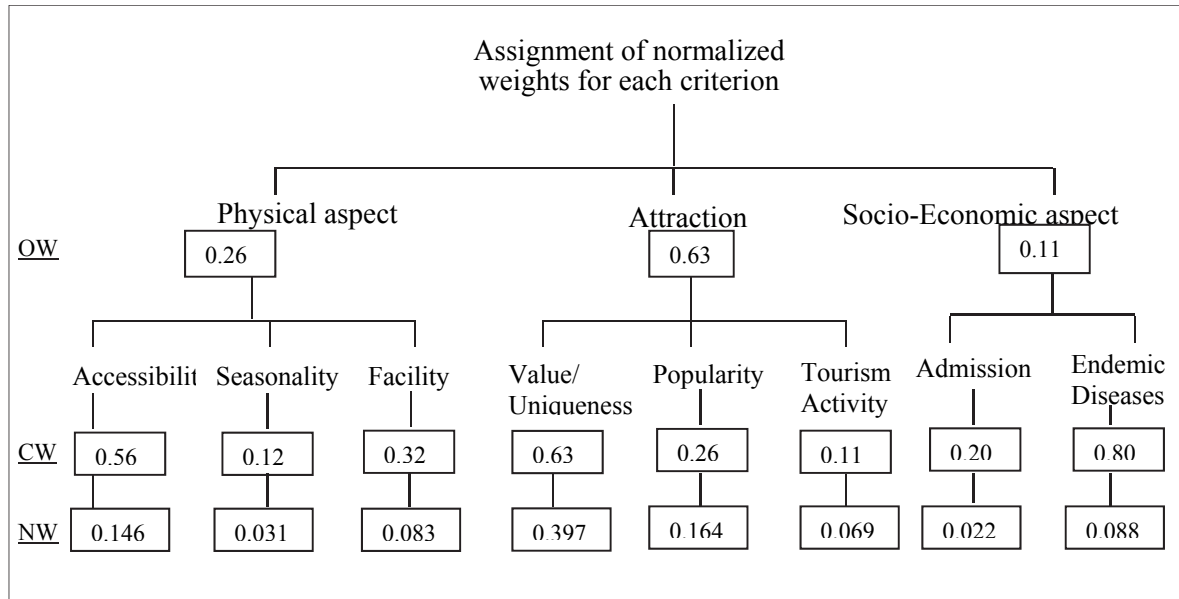 Assignment of normalized
weights for each criterion
Physical aspect
Attraction
Socio-Economic aspect
OW
0.26
0.63
0.11
Accessibilit
Seasonality
Facility
Value/
Uniqueness
Popularity
Tourism
Activity
Admission
Endemic
Diseases
CW
0.56
0.12
0.32
0.63
0.26
0.11
0.20
0.80
NW
0.146
0.031
0.083
0.397
0.164
0.069
0.022
0.088